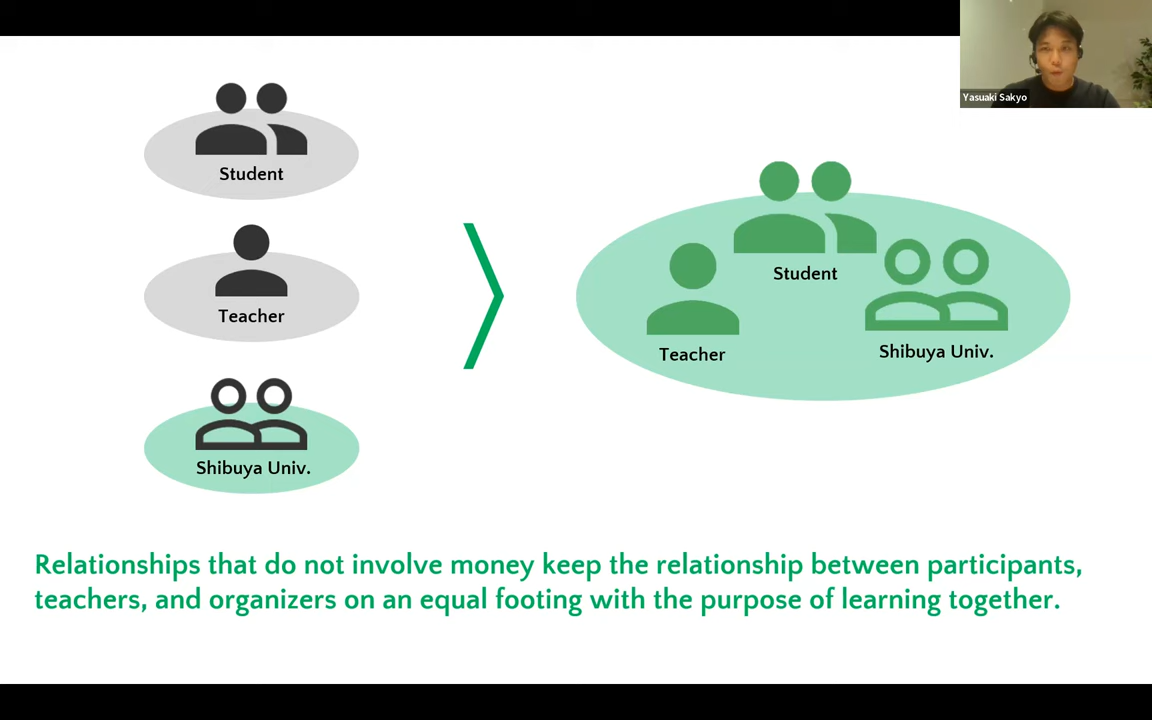 Yasuaki Sakyo
Student
Teacher
Shibuya Univ.
Student
Teacher
Shibuya Univ.
Relationships that do not involve money keep the relationship between participants,
teachers, and organizers on an equal footing with the purpose of learning together.